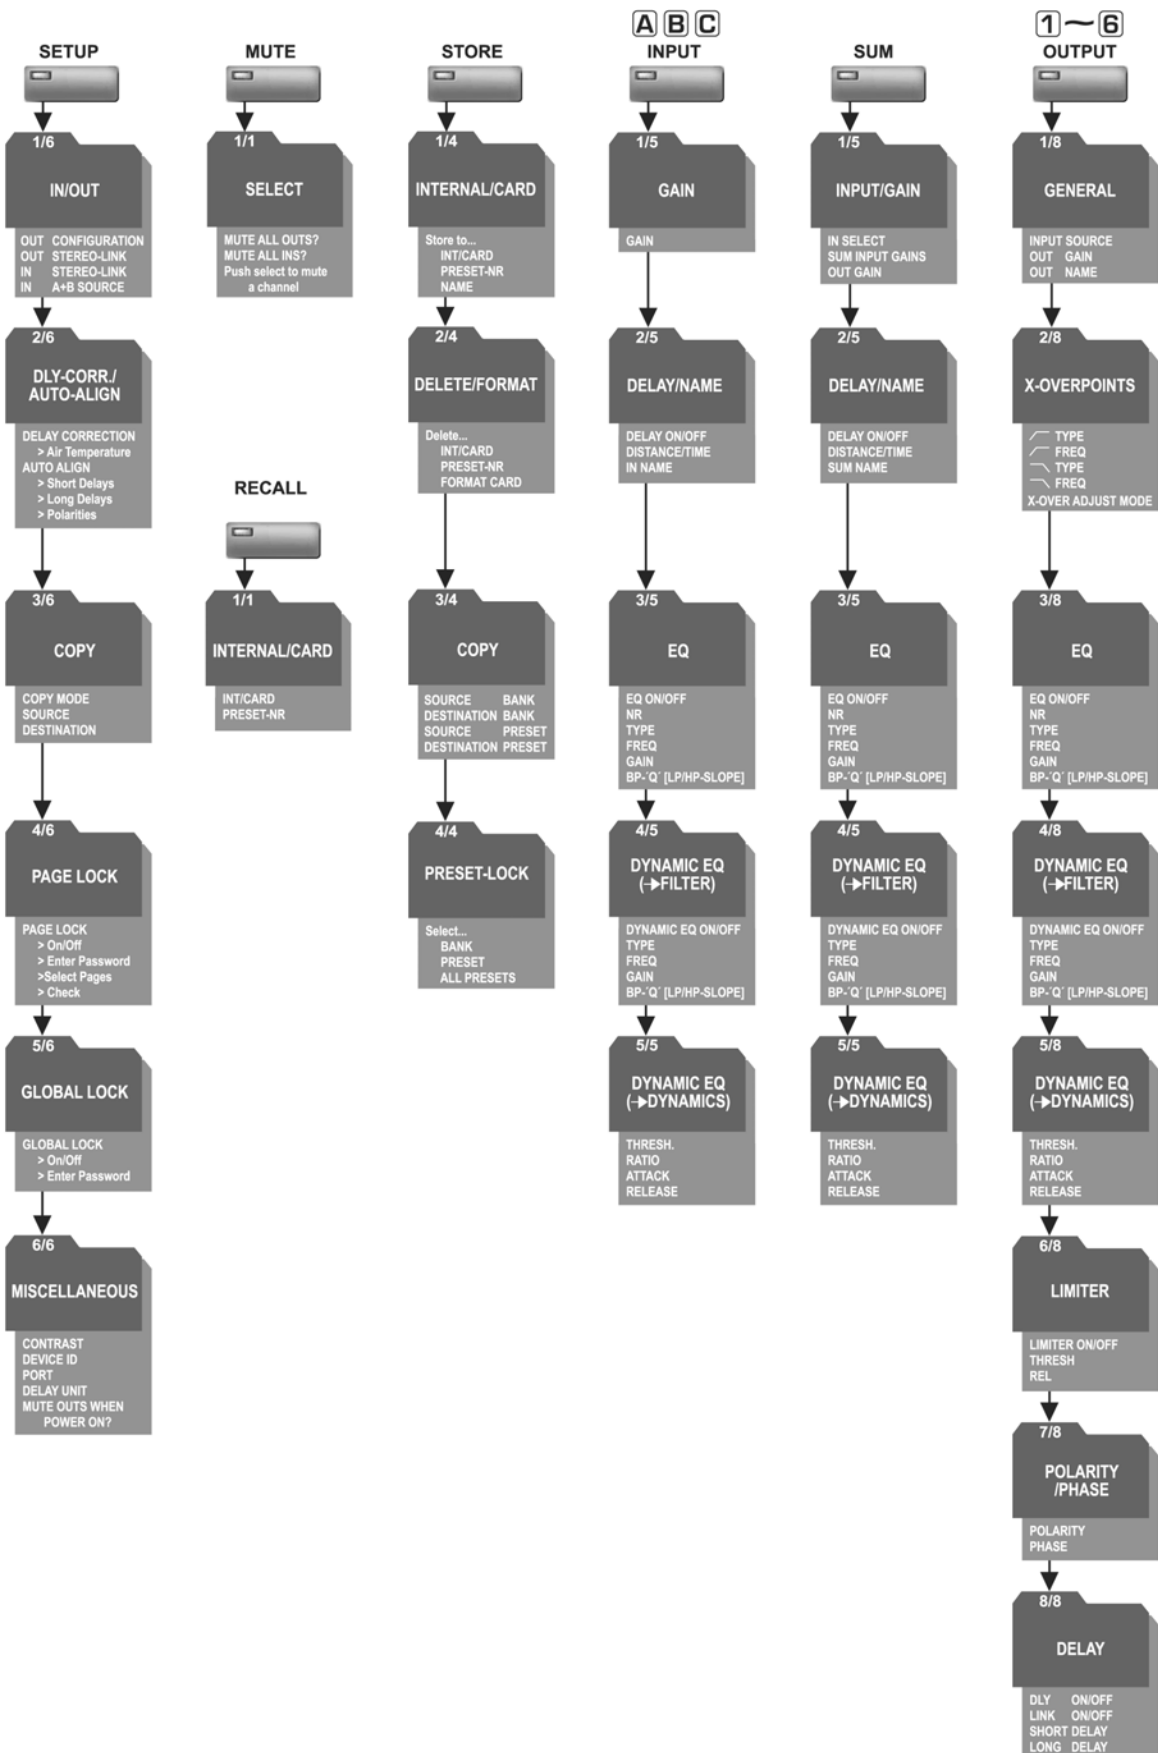 SETUP
1/6
IN/OUT
OUT CONFIGURATION
OUT STEREO-LINK
IN STEREO-LINK
IN A+B SOURCE
2/6
DLY-CORR./
AUTO-ALIGN
DELAY CORRECTION
> Air Temperature
AUTO ALIGN
> Short Delays
> Long Delays
> Polarities
3/6
COPY
COPY MODE
SOURCE
DESTINATION
4/6
PAGE LOCK
PAGE LOCK
> On/Off
> Enter Password
>Select Pages
> Check
5/6
GLOBAL LOCK
GLOBAL LOCK
> On/Off
> Enter Password
6/6
MISCELLANEOUS
CONTRAST
DEVICE ID
PORT
DELAY UNIT
MUTE OUTS WHEN
POWER ON?
MUTE
1/1
SELECT
MUTE ALL OUTS?
MUTE ALL INS?
Push select to mute
a channel
RECALL
1/1
INTERNAL/CARD
INT/CARD
PRESET-NR
STORE
1/4
INTERNAL/CARD
Store to...
INT/CARD
PRESET-NR
NAME
2/4
DELETE/FORMAT
Delete...
INT/CARD
PRESET-NR
FORMAT CARD
3/4
COPY
SOURCE BANK
DESTINATION BANK
SOURCE PRESET
DESTINATION PRESET
4/4
PRESET-LOCK
Select...
BANK
PRESET
ALL PRESETS
A B C
INPUT
1/5
GAIN
GAIN
2/5
DELAY/NAME
DELAY ON/OFF
DISTANCE/TIME
IN NAME
3/5
EQ
EQ ON/OFF
NR
TYPE
FREQ
GAIN
BP-´Q´ [LP/HP-SLOPE]
4/5
DYNAMIC EQ
(→FILTER)
DYNAMIC EQ ON/OFF
TYPE
FREQ
GAIN
BP-´Q´ [LP/HP-SLOPE]
5/5
DYNAMIC EQ
(→DYNAMICS)
THRESH.
RATIO
ATTACK
RELEASE
SUM
1/5
INPUT/GAIN
IN SELECT
SUM INPUT GAINS
OUT GAIN
2/5
DELAY/NAME
DELAY ON/OFF
DISTANCE/TIME
SUM NAME
3/5
EQ
EQ ON/OFF
NR
TYPE
FREQ
GAIN
BP-´Q´ [LP/HP-SLOPE]
4/5
DYNAMIC EQ
(→FILTER)
DYNAMIC EQ ON/OFF
TYPE
FREQ
GAIN
BP-´Q´ [LP/HP-SLOPE]
5/5
DYNAMIC EQ
(→DYNAMICS)
THRESH.
RATIO
ATTACK
RELEASE
1~6
OUTPUT
1/8
GENERAL
INPUT SOURCE
OUT GAIN
OUT NAME
2/8
X-OVERPOINTS
TYPE
FREQ
TYPE
FREQ
X-OVER ADJUST MODE
3/8
EQ
EQ ON/OFF
NR
TYPE
FREQ
GAIN
BP-´Q´ [LP/HP-SLOPE]
4/8
DYNAMIC EQ
(→FILTER)
DYNAMIC EQ ON/OFF
TYPE
FREQ
GAIN
BP-´Q´ [LP/HP-SLOPE]
5/8
DYNAMIC EQ
(→DYNAMICS)
THRESH.
RATIO
ATTACK
RELEASE
6/8
LIMITER
LIMITER ON/OFF
THRESH
REL
7/8
POLARITY
/PHASE
POLARITY
PHASE
8/8
DELAY
DLY ON/OFF
LINK ON/OFF
SHORT DELAY
LONG DELAY